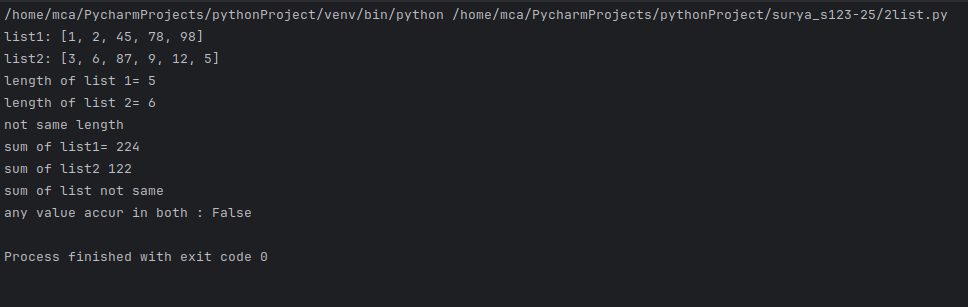 /home/mca/PycharmProjects/pythonProject/venv/bin/python /home/mca/PycharmProjects/pythonProject/surya_s123-25/2list.py
list1: [1, 2, 45, 78, 98]
list2: [3, 6, 87, 9, 12, 5]
length of list 1= 5
length of list 2= 6
not same length
sum of list1= 224
sum of list2 122
sum of list not same
any value accur in both : False
Process finished with exit code 0